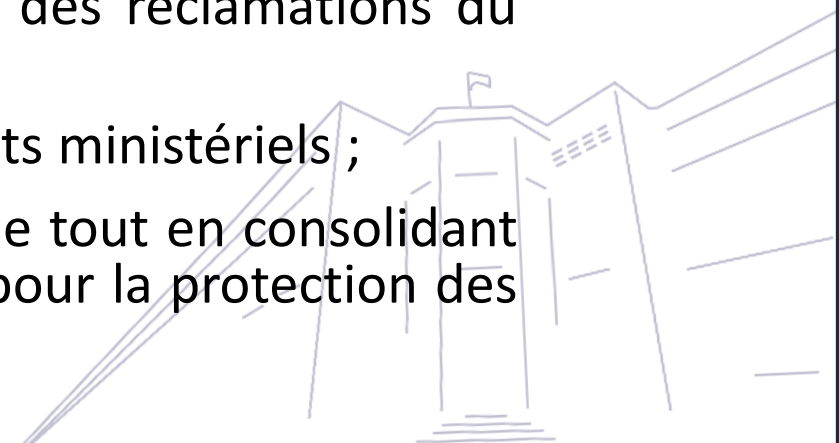 des réclamations du
ts ministériels ;
e tout en consolidant
pour la protection des